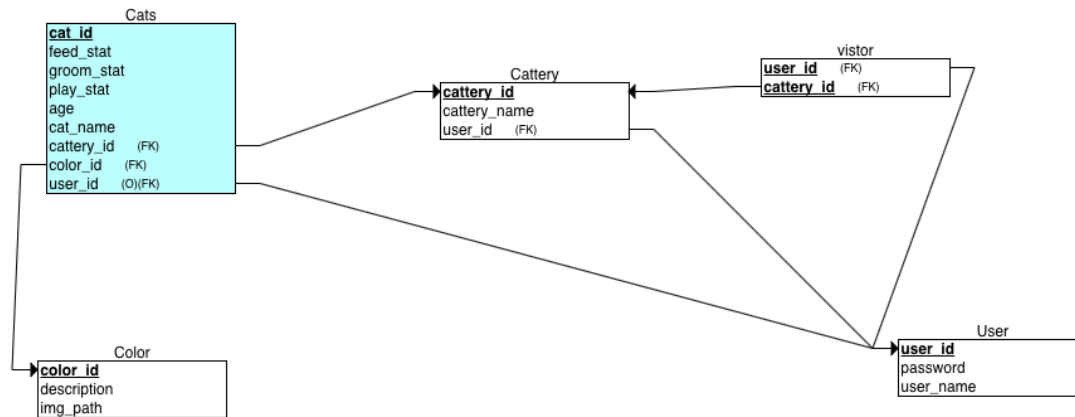 Cats
cat_id
feed_stat
groom_stat
play_stat
age
cat_name
cattery_id (FK)
color_id (FK)
user_id (O)(FK)
Cattery
cattery_id
cattery_name
user_id (FK)
vistor
user_id (FK)
cattery_id (FK)
Color
color_id
description
img_path
User
user_id
password
user_name